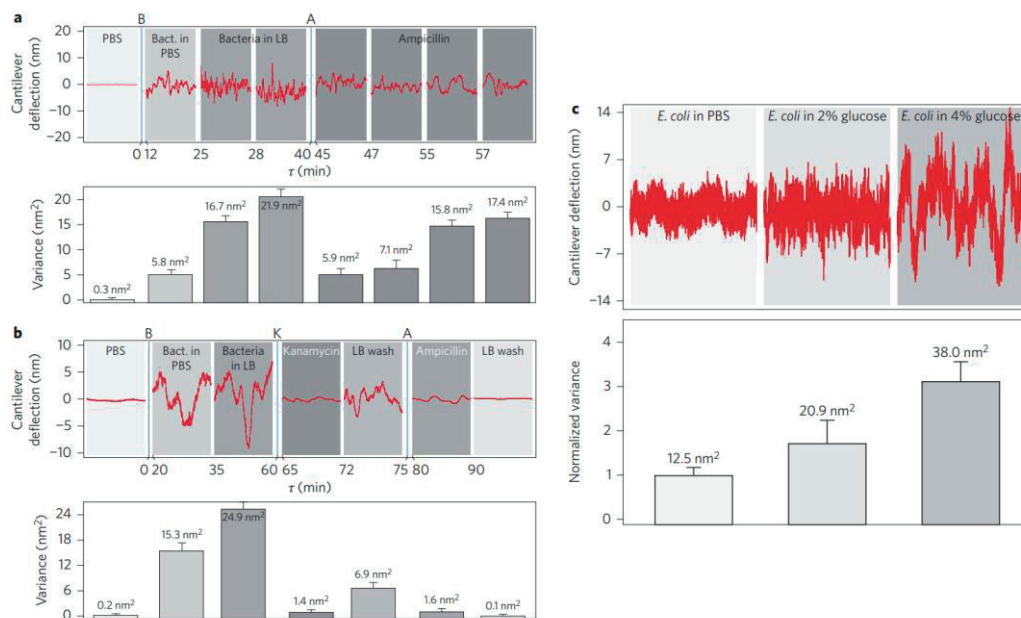 a
B
A
PBS
Bact. in
PBS
Bacteria in LB
Ampicillin
Cantilever
deflection (nm)
20
10
0
−10
−20
0 12 25 28 40 45 47 55 57
τ (min)
Variance (nm²)
20
15
10
5
0
0.3 nm²
5.8 nm²
16.7 nm²
21.9 nm²
5.9 nm²
7.1 nm²
15.8 nm²
17.4 nm²
b
B
K
A
PBS
Bact. in
PBS
Bacteria
in LB
Kanamycin
LB wash
Ampicillin
LB wash
Cantilever
deflection (nm)
10
5
0
−5
−10
0 20 35 60 65 72 75 80 90
τ (min)
Variance (nm²)
24
18
12
6
0
0.2 nm²
15.3 nm²
24.9 nm²
1.4 nm²
6.9 nm²
1.6 nm²
0.1 nm²
c
E. coli in PBS
E. coli in 2% glucose
E. coli in 4% glucose
Cantilever deflection (nm)
14
7
0
−7
−14
Normalized variance
4
3
2
1
0
12.5 nm²
20.9 nm²
38.0 nm²